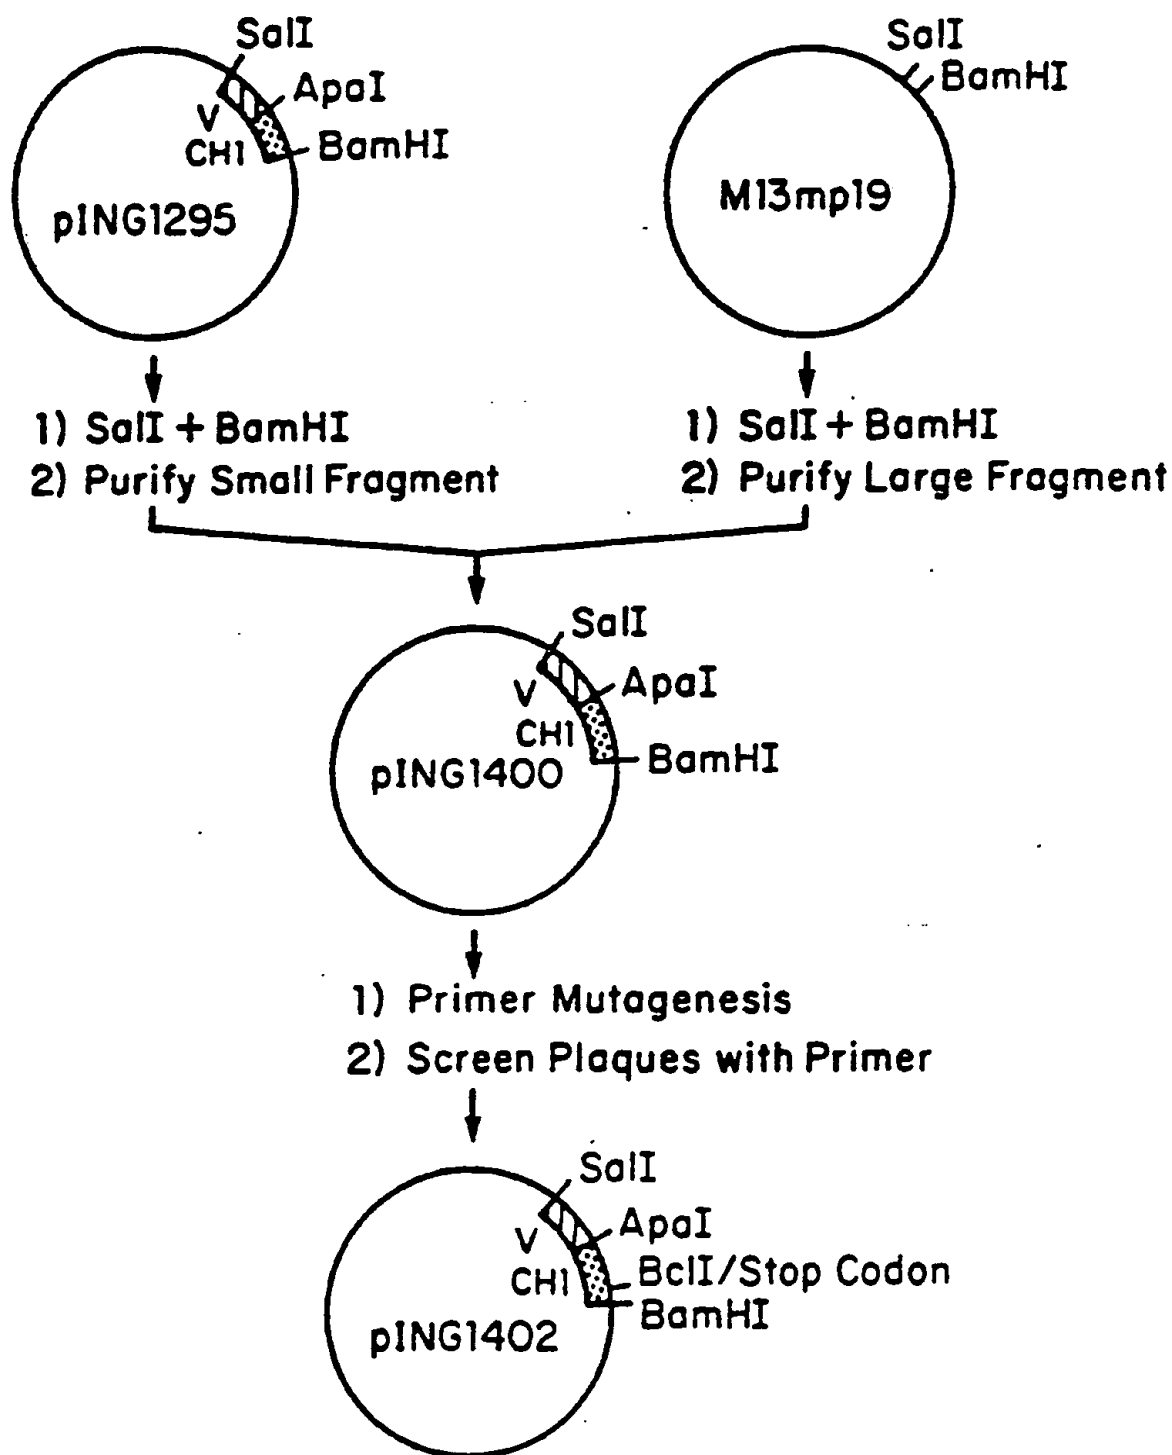 SalI
ApaI
V
CH1
BamHI
pING1295
SalI
BamHI
M13mp19
1) SalI + BamHI
2) Purify Small Fragment
1) SalI + BamHI
2) Purify Large Fragment
SalI
V
ApaI
CH1
BamHI
pING1400
1) Primer Mutagenesis
2) Screen Plaques with Primer
SalI
V
ApaI
CH1
BclI/Stop Codon
BamHI
pING1402